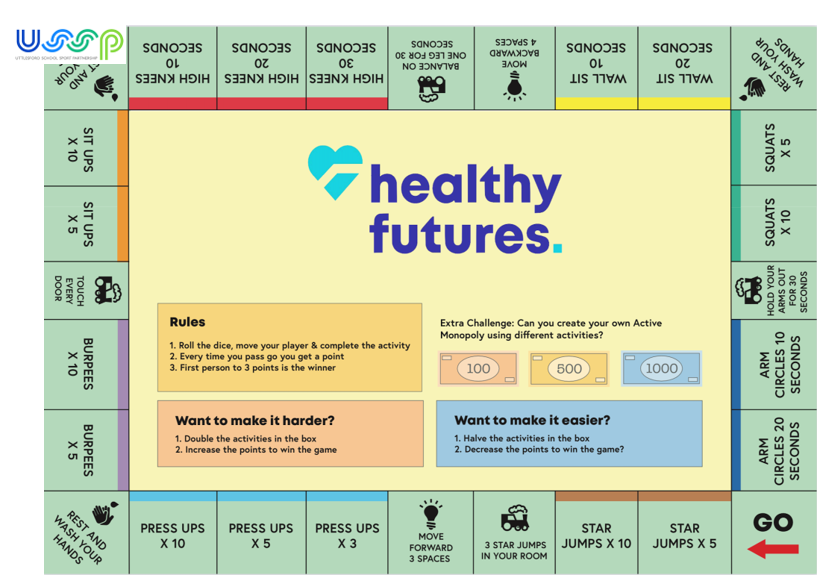 USSP
UTTLESFORD SCHOOL SPORT PARTNERSHIP
REST AND
WASH YOUR
HANDS
HIGH KNEES
10
SECONDS
HIGH KNEES
20
SECONDS
HIGH KNEES
30
SECONDS
BALANCE ON
ONE LEG FOR 30
SECONDS
MOVE
BACKWARD
4 SPACES
WALL SIT
10
SECONDS
WALL SIT
20
SECONDS
REST AND
WASH YOUR
HANDS
SIT UPS
X 10
SIT UPS
X 5
TOUCH
EVERY
DOOR
BURPEES
X 10
BURPEES
X 5
healthy
futures.
Rules
1. Roll the dice, move your player & complete the activity
2. Every time you pass go you get a point
3. First person to 3 points is the winner
Extra Challenge: Can you create your own Active
Monopoly using different activities?
100
500
1000
Want to make it harder?
1. Double the activities in the box
2. Increase the points to win the game
Want to make it easier?
1. Halve the activities in the box
2. Decrease the points to win the game?
SQUATS
X 5
SQUATS
X 10
HOLD YOUR
ARMS OUT
FOR 30
SECONDS
ARM
CIRCLES 10
SECONDS
ARM
CIRCLES 20
SECONDS
REST AND
WASH YOUR
HANDS
PRESS UPS
X 10
PRESS UPS
X 5
PRESS UPS
X 3
MOVE
FORWARD
3 SPACES
3 STAR JUMPS
IN YOUR ROOM
STAR
JUMPS X 10
STAR
JUMPS X 5
GO